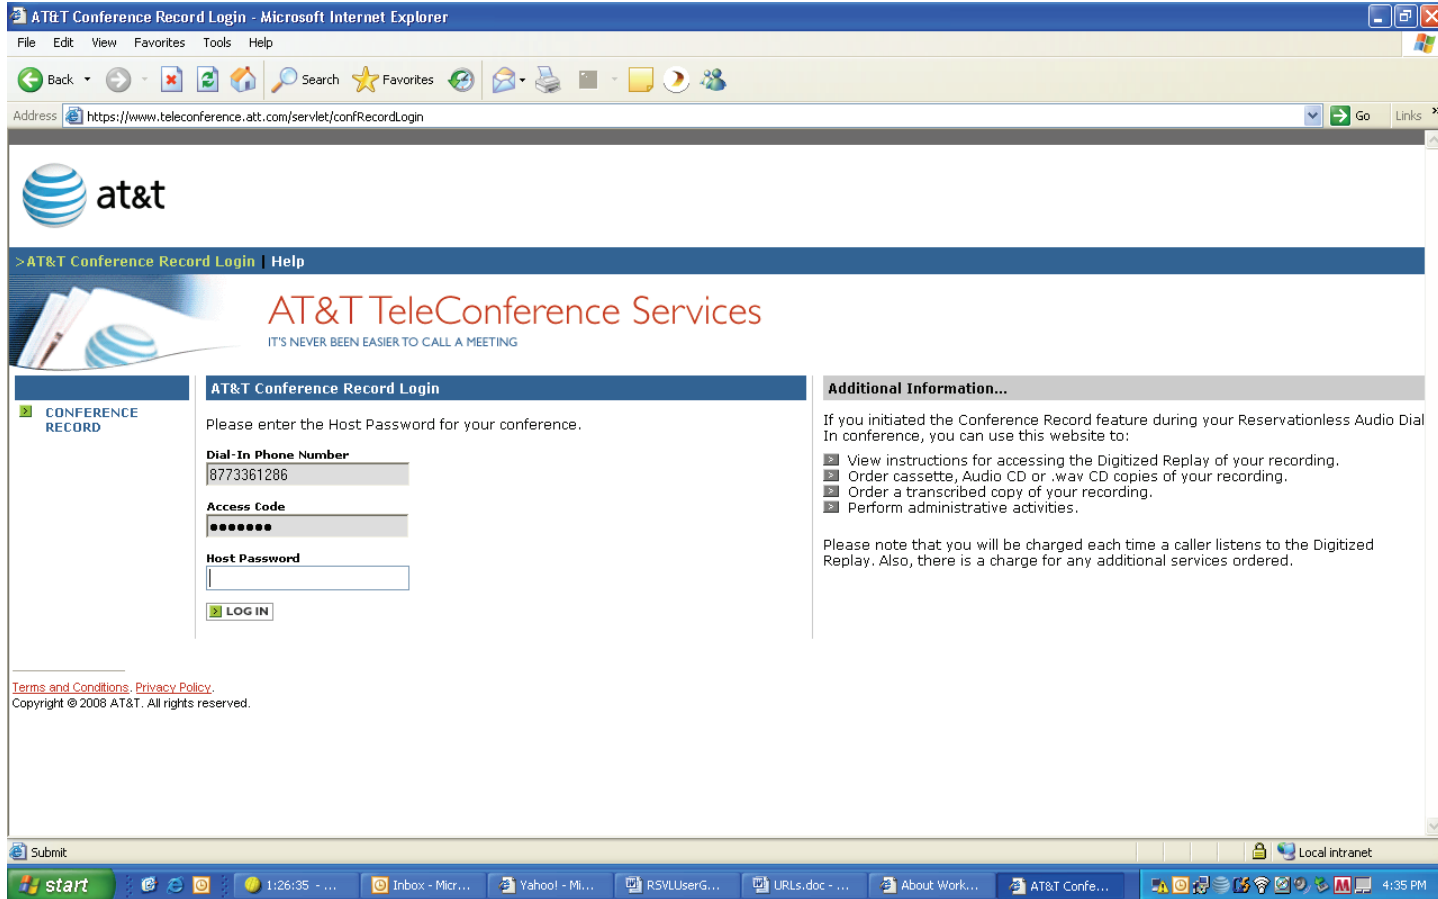 AT&T Conference Record Login - Microsoft Internet Explorer
File Edit View Favorites Tools Help
Back Search Favorites
Address https://www.teleconference.att.com/servlet/confRecordLogin Go Links »
at&t
>AT&T Conference Record Login | Help
AT&T TeleConference Services
IT'S NEVER BEEN EASIER TO CALL A MEETING
CONFERENCE
RECORD
AT&T Conference Record Login
Please enter the Host Password for your conference.
Dial-In Phone Number
8773361286
Access Code
●●●●●●●
Host Password
LOG IN
Additional Information...
If you initiated the Conference Record feature during your Reservationless Audio Dial
In conference, you can use this website to:
View instructions for accessing the Digitized Replay of your recording.
Order cassette, Audio CD or .wav CD copies of your recording.
Order a transcribed copy of your recording.
Perform administrative activities.
Please note that you will be charged each time a caller listens to the Digitized
Replay. Also, there is a charge for any additional services ordered.
Terms and Conditions. Privacy Policy.
Copyright © 2008 AT&T. All rights reserved.
Submit Local intranet
start 1:26:35 - ... Inbox - Micr... Yahoo! - Mi... RSVLUserG... URLs.doc - ... About Work... AT&T Confe... M 4:35 PM